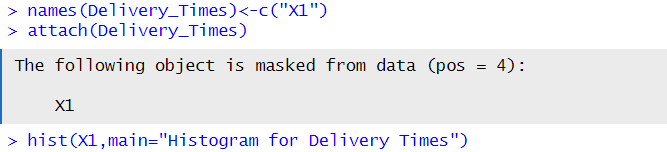 > names(Delivery_Times)<-c("X1")
> attach(Delivery_Times)
The following object is masked from data (pos = 4):
X1
> hist(X1,main="Histogram for Delivery Times")